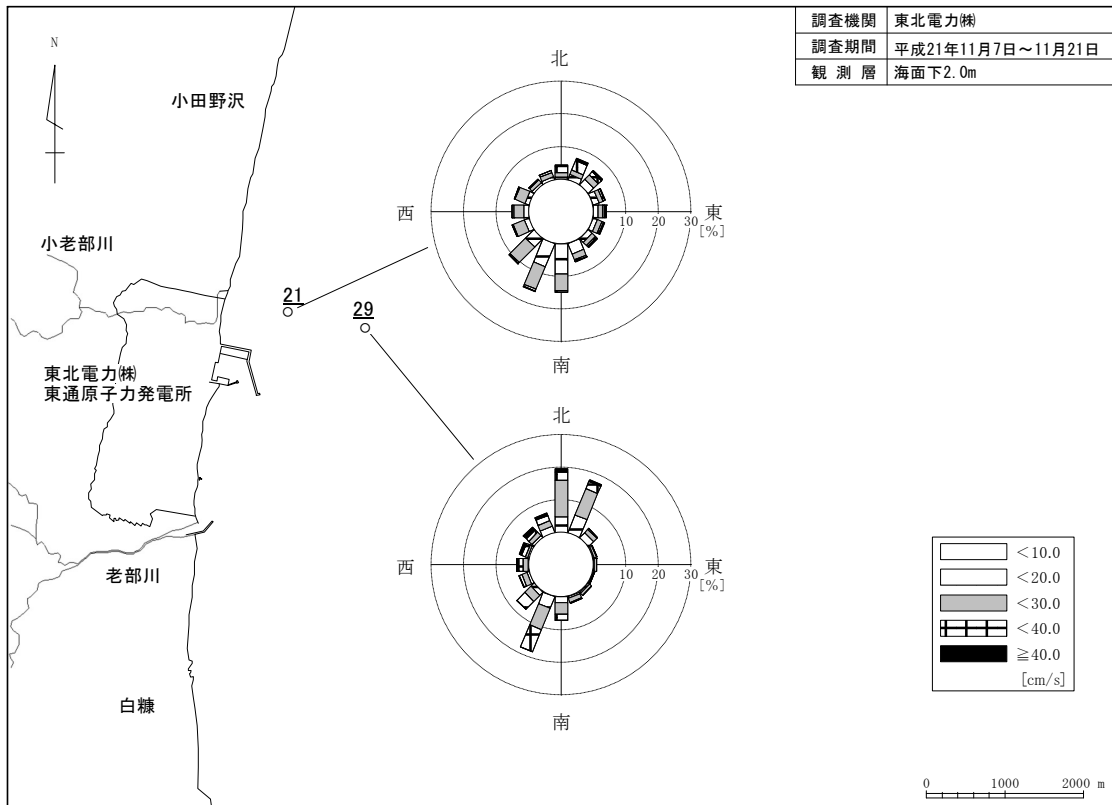 調査機関 東北電力㈱
調査期間 平成21年11月7日～11月21日
観測層 海面下2.0m
N
小田野沢
小老部川
東北電力㈱
東通原子力発電所
老部川
白糠
21
29
北
西
東
南
10 20 30
[%]
北
西
東
南
10 20 30
[%]
＜10.0
＜20.0
＜30.0
＜40.0
≧40.0
[cm/s]
0 1000 2000 m